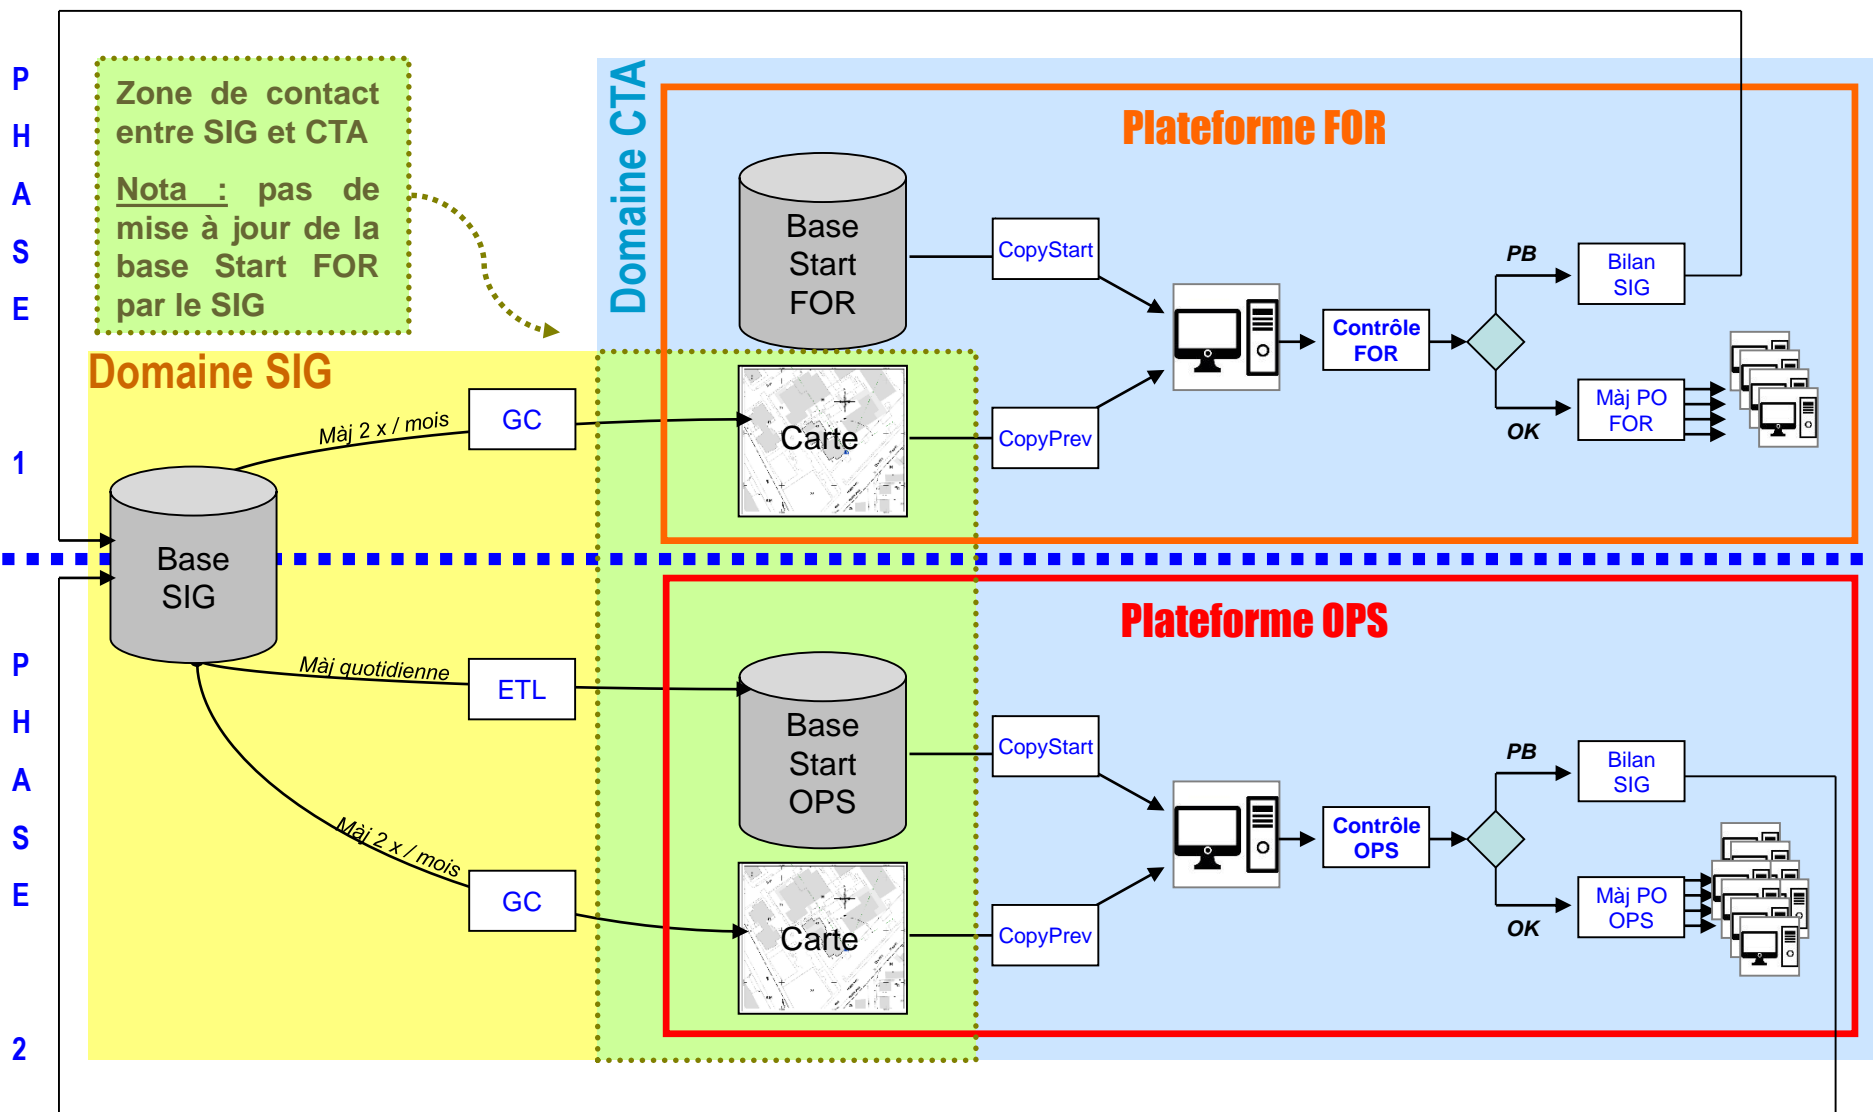 PHASE 1
Zone de contact
entre SIG et CTA
Nota : pas de
mise à jour de la
base Start FOR
par le SIG
Domaine CTA
Plateforme FOR
Base
Start
FOR
CopyStart
Contrôle
FOR
PB
Bilan
SIG
OK
Màj PO
FOR
Domaine SIG
Màj 2 x / mois
GC
Carte
CopyPrev
Base
SIG
PHASE 2
Plateforme OPS
Màj quotidienne
ETL
Base
Start
OPS
CopyStart
Contrôle
OPS
PB
Bilan
SIG
OK
Màj PO
OPS
Màj 2 x / mois
GC
Carte
CopyPrev